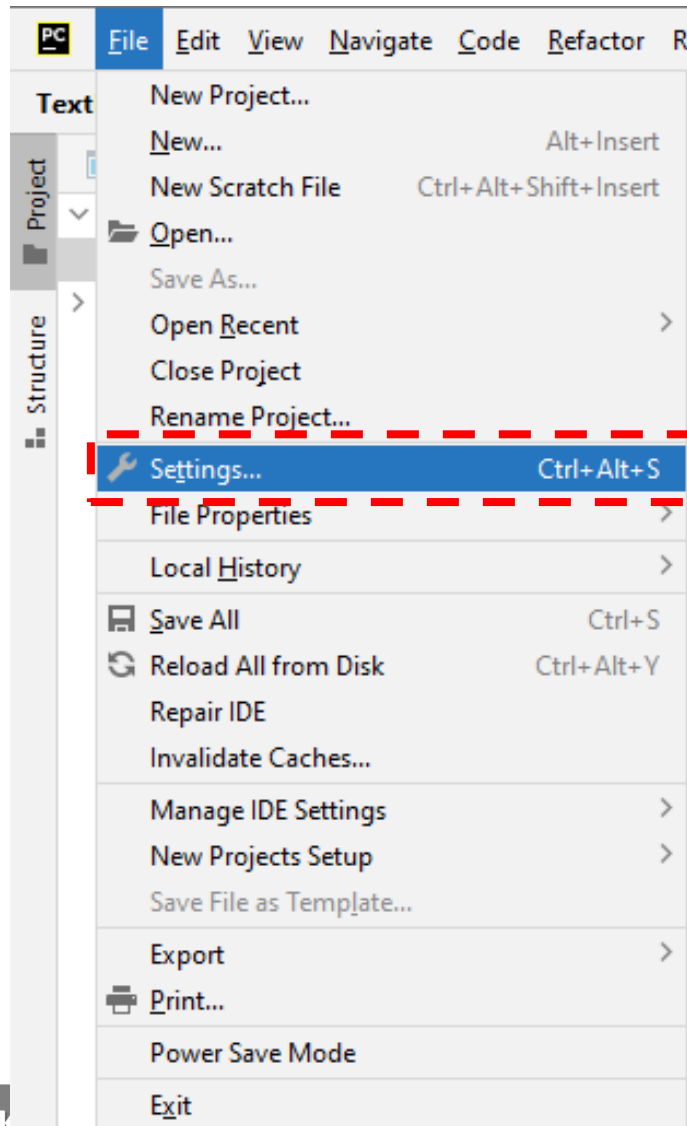 PC File Edit View Navigate Code Refactor R
Text
Project
Structure
New Project...
New... Alt+Insert
New Scratch File Ctrl+Alt+Shift+Insert
Open...
Save As...
Open Recent
Close Project
Rename Project...
Settings... Ctrl+Alt+S
File Properties
Local History
Save All Ctrl+S
Reload All from Disk Ctrl+Alt+Y
Repair IDE
Invalidate Caches...
Manage IDE Settings
New Projects Setup
Save File as Template...
Export
Print...
Power Save Mode
Exit